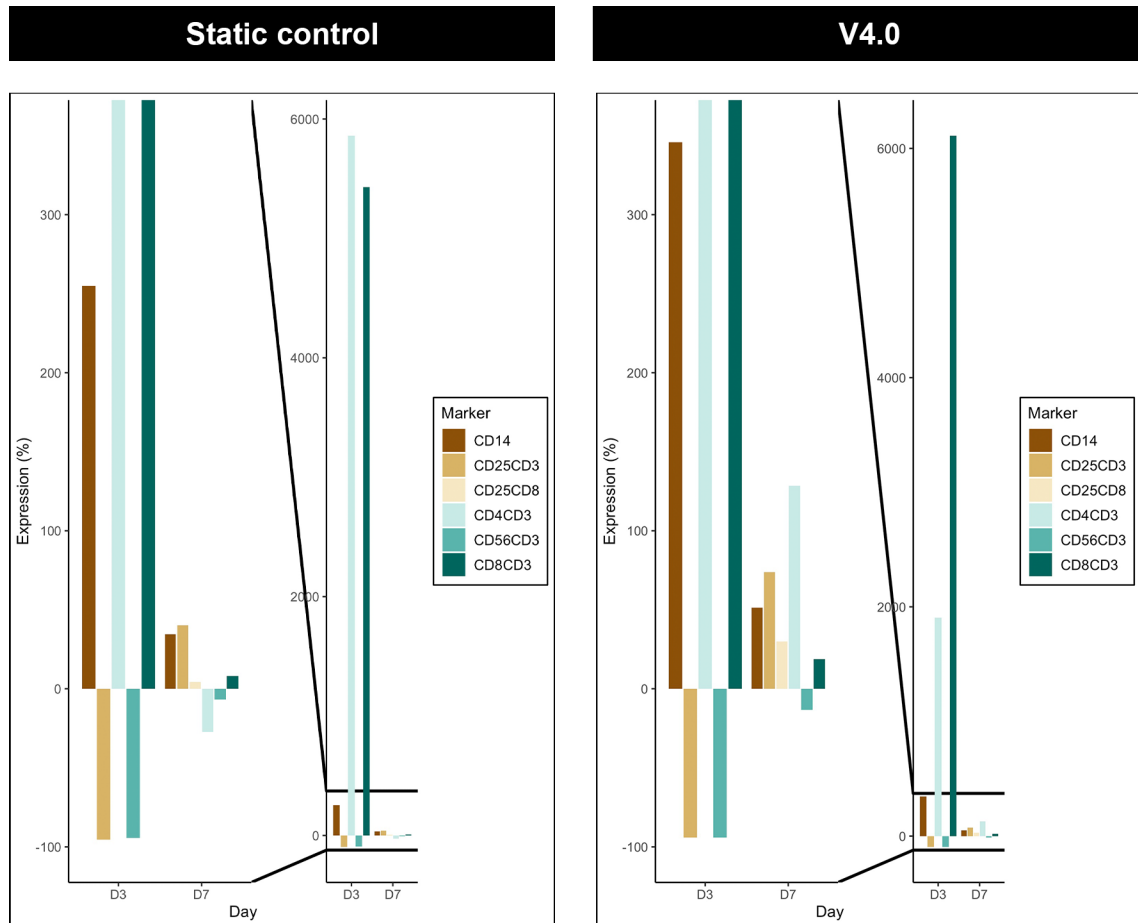 Static control
V4.0
Expression (%)
300
200
100
0
-100
D3
D7
6000
4000
2000
0
D3
D7
Day
Marker
CD14
CD25CD3
CD25CD8
CD4CD3
CD56CD3
CD8CD3
Expression (%)
300
200
100
0
-100
D3
D7
6000
4000
2000
0
D3
D7
Day
Marker
CD14
CD25CD3
CD25CD8
CD4CD3
CD56CD3
CD8CD3